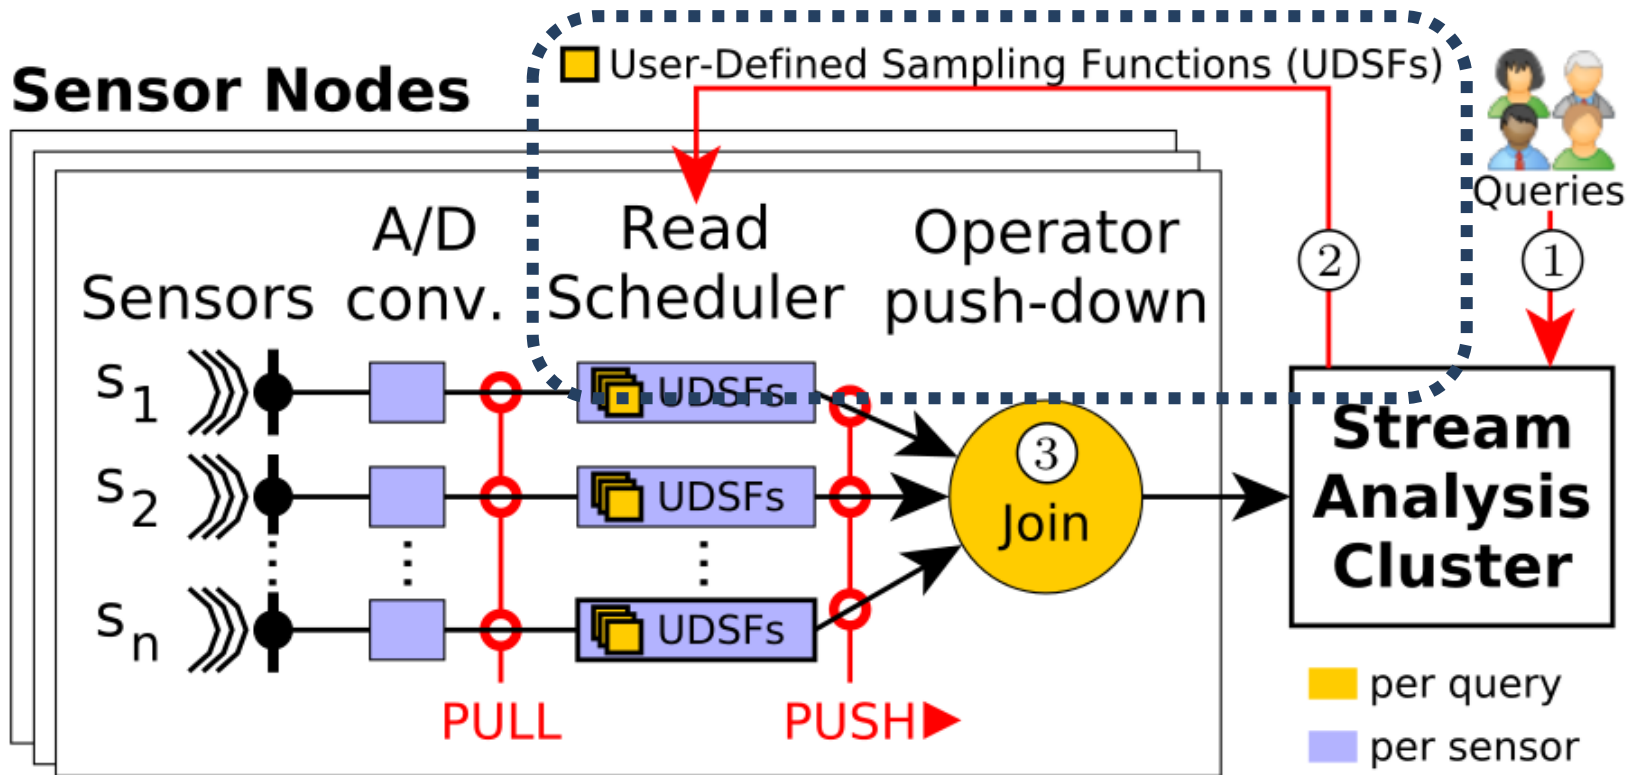 User-Defined Sampling Functions (UDSFs)
Sensor Nodes
Queries
A/D conv.
Read Scheduler
Operator push-down
Sensors
2
1
s1
UDSFs
s2
UDSFs
3
Join
Stream
Analysis
Cluster
sn
UDSFs
PULL
PUSH
per query
per sensor